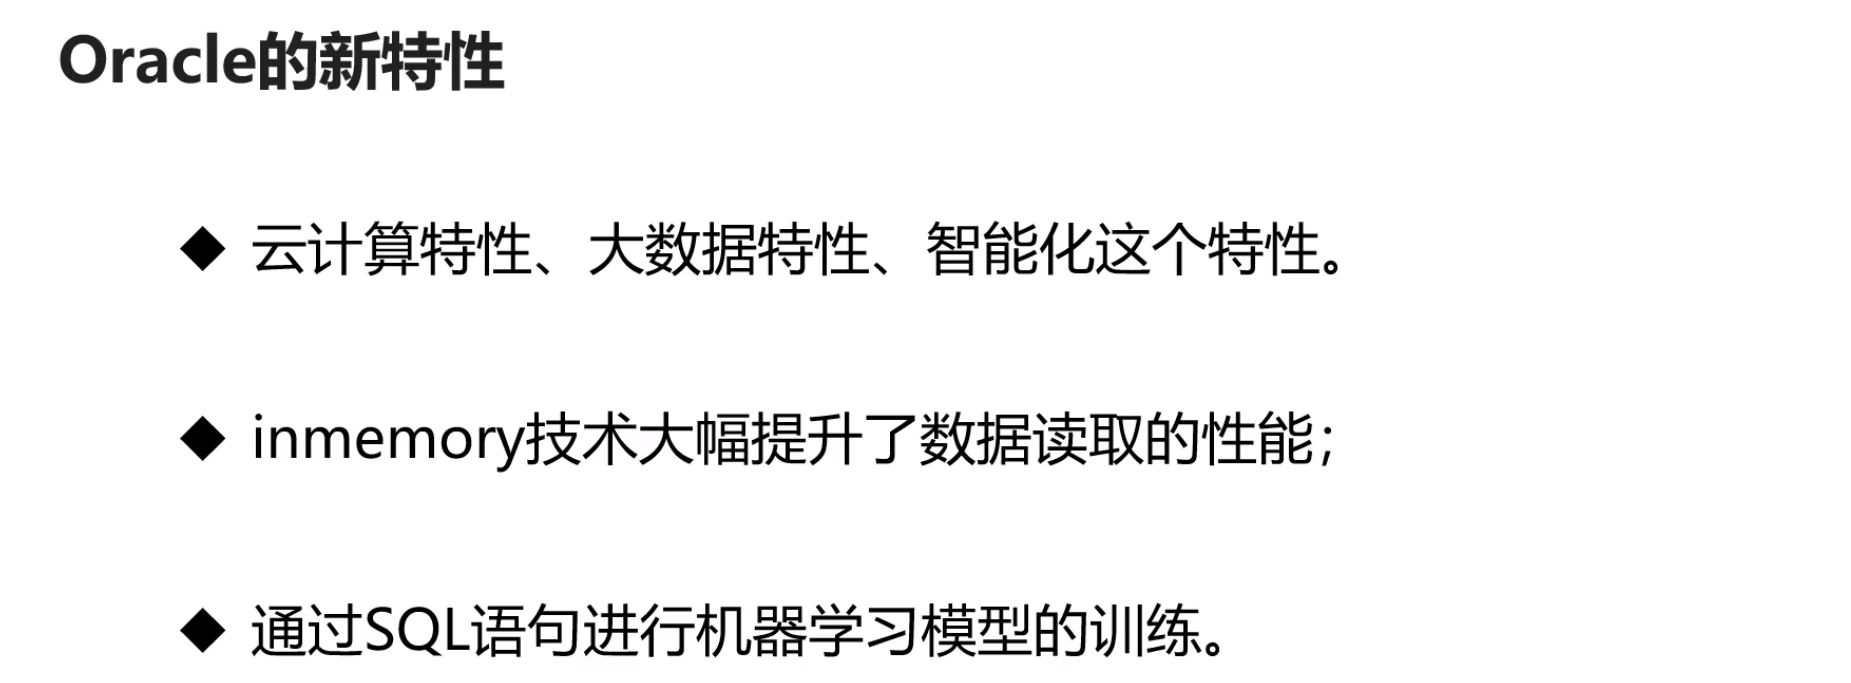 Oracle的新特性
◆ 云计算特性、大数据特性、智能化这个特性。
◆ inmemory技术大幅提升了数据读取的性能；
◆ 通过SQL语句进行机器学习模型的训练。